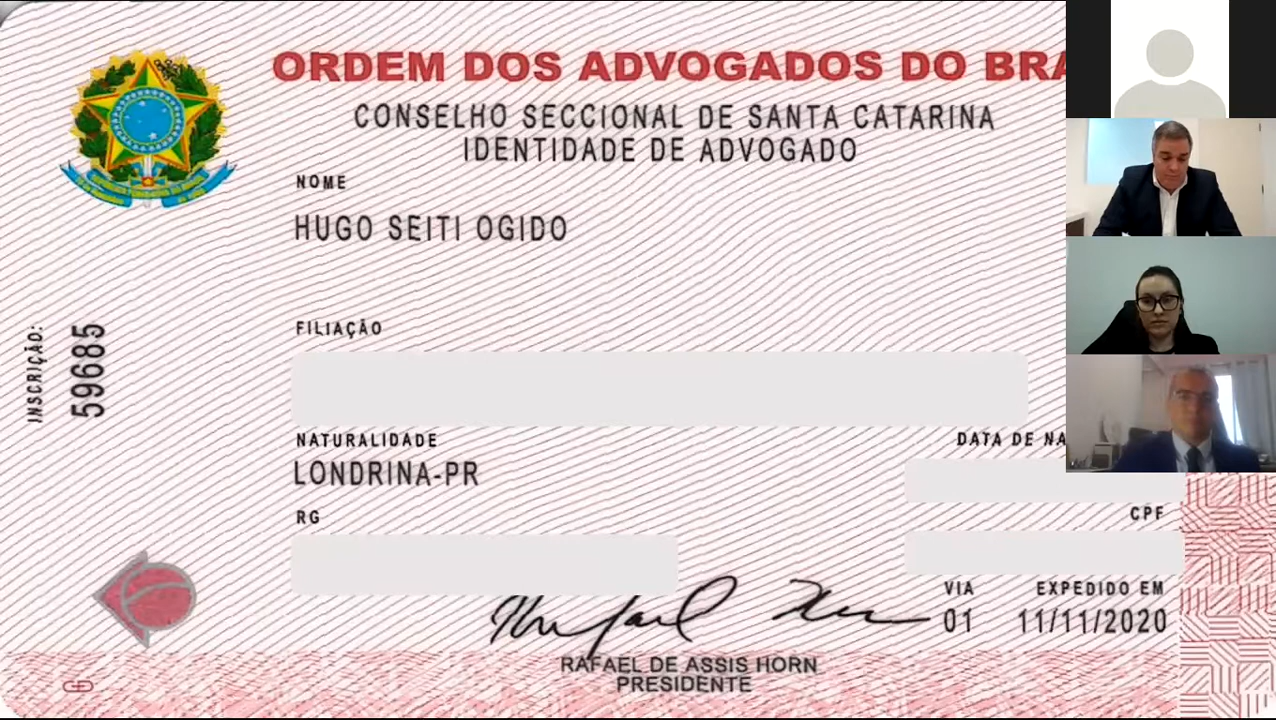 ORDEM DOS ADVOGADOS DO BRA
CONSELHO SECCIONAL DE SANTA CATARINA
IDENTIDADE DE ADVOGADO
NOME
HUGO SEITI OGIDO
FILIAÇÃO
INSCRIÇÃO:
59685
NATURALIDADE
DATA DE NA
LONDRINA-PR
RG
CPF
VIA
EXPEDIDO EM
01
11/11/2020
RAFAEL DE ASSIS HORN
PRESIDENTE